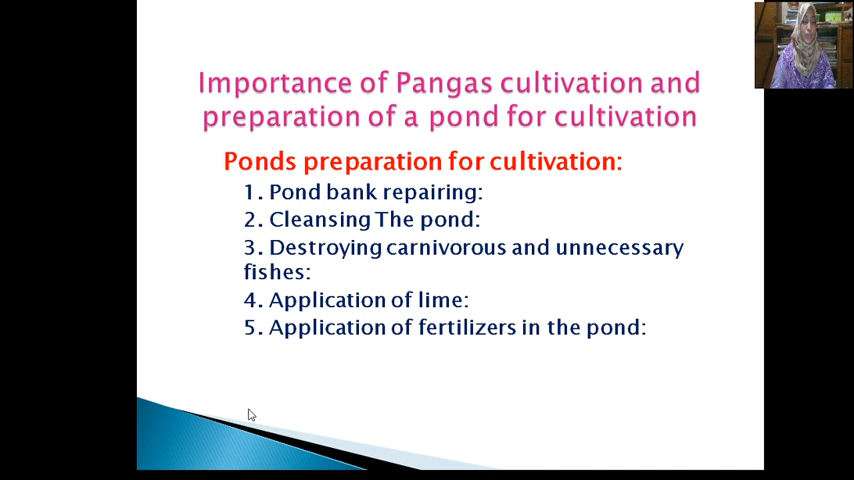 Importance of Pangas cultivation and
preparation of a pond for cultivation
Ponds preparation for cultivation:
1. Pond bank repairing:
2. Cleansing The pond:
3. Destroying carnivorous and unnecessary
fishes:
4. Application of lime:
5. Application of fertilizers in the pond: